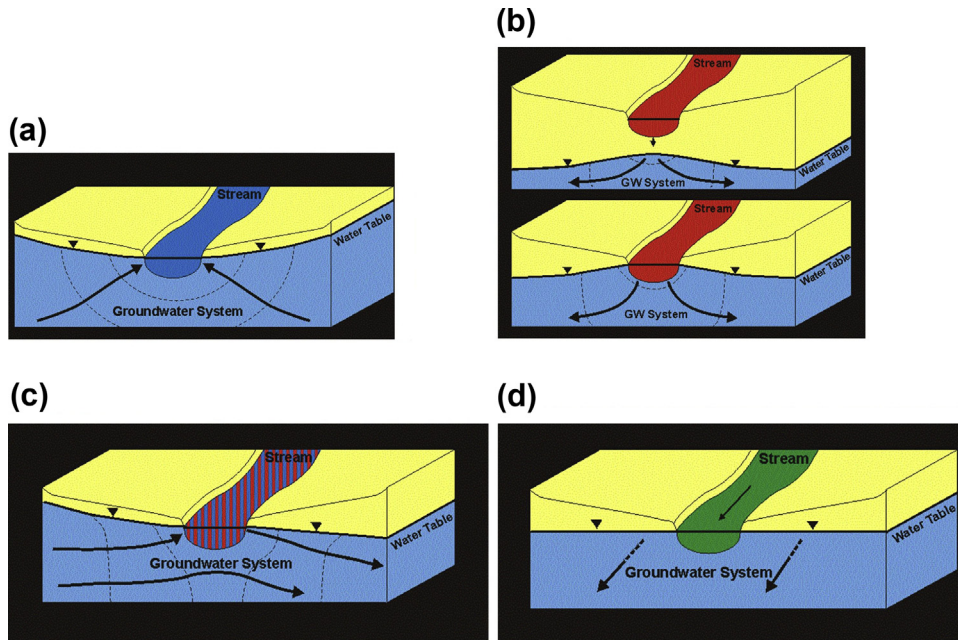 (a)
Stream
Water Table
Groundwater System
(b)
Stream
Water Table
GW System
Stream
Water Table
GW System
(c)
Stream
Water Table
Groundwater System
(d)
Stream
Water Table
Groundwater System